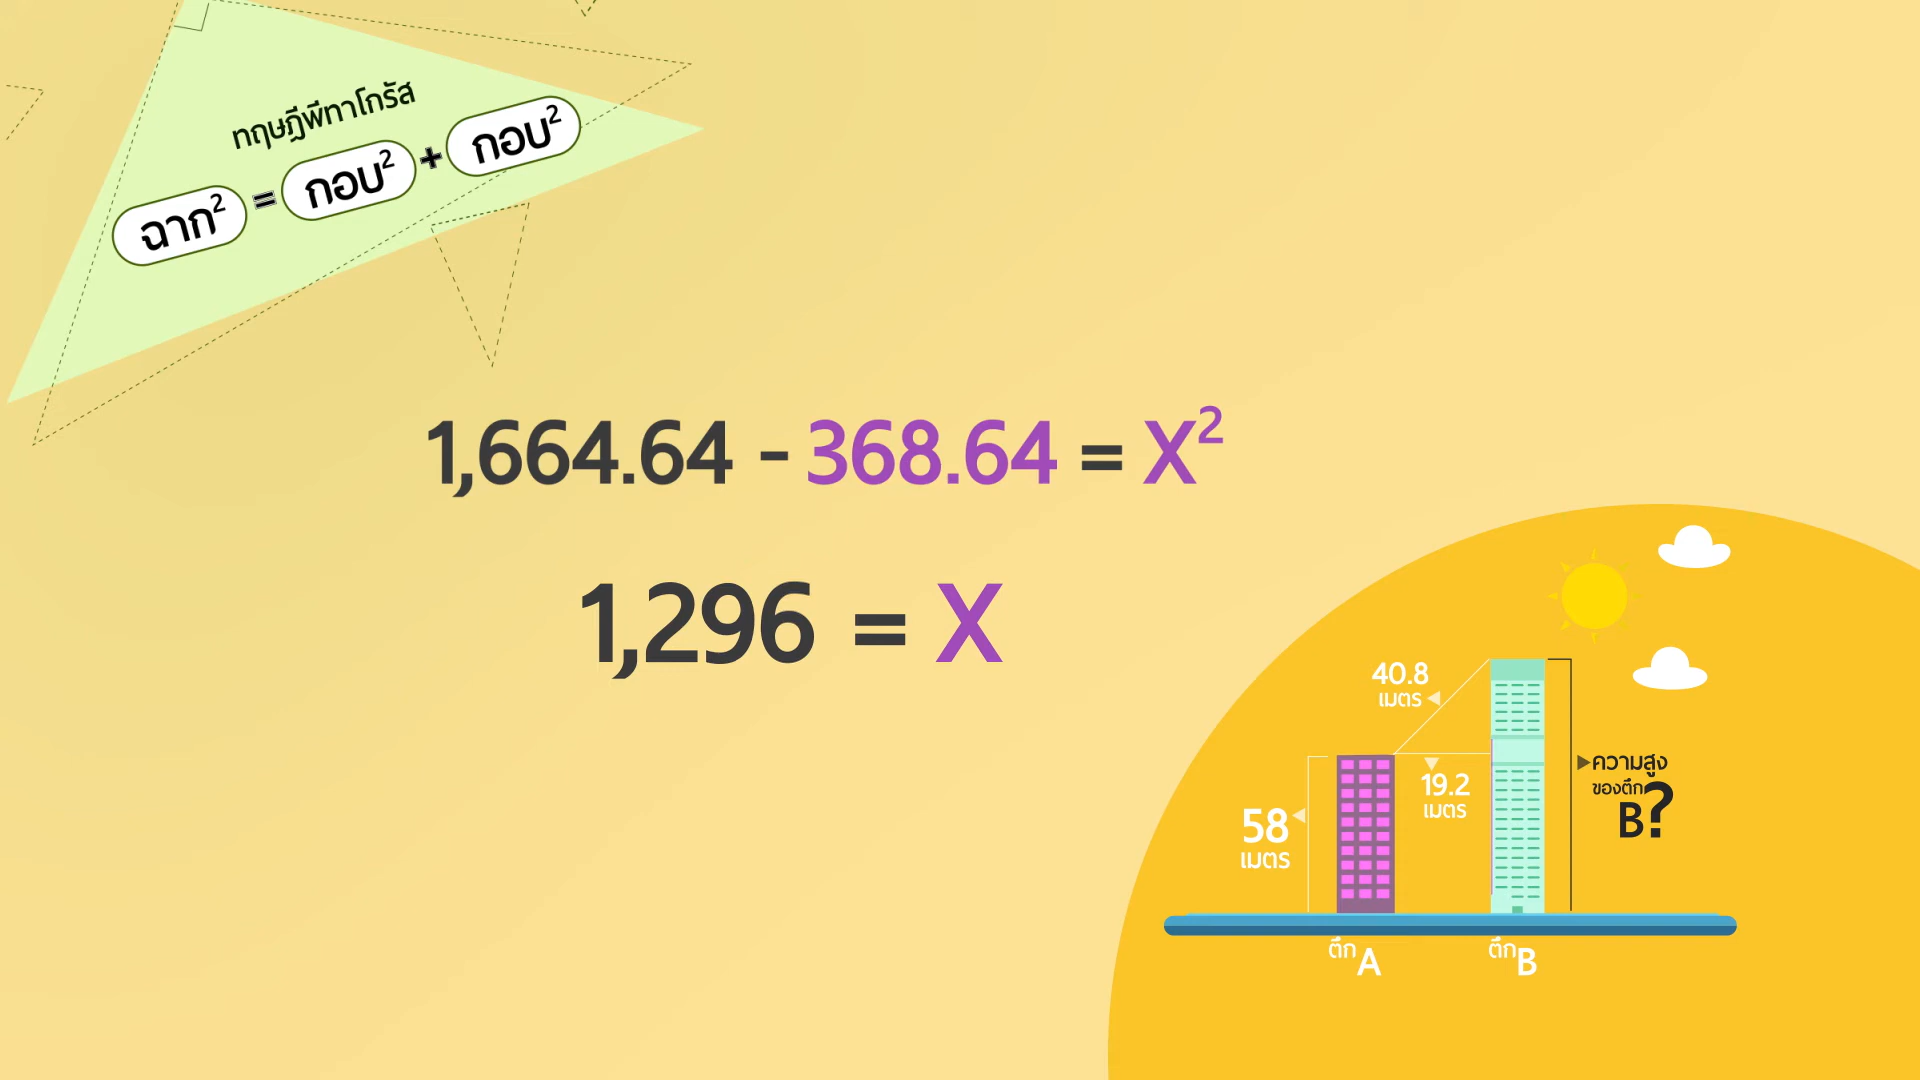 ทฤษฎีพีทาโกรัส
ฉาก² = กอบ² + กอบ²
1,664.64 - 368.64 = X²
1,296 = X
40.8
เมตร
19.2
เมตร
58
เมตร
ความสูง
ของตึก
B?
ตึก A
ตึก B